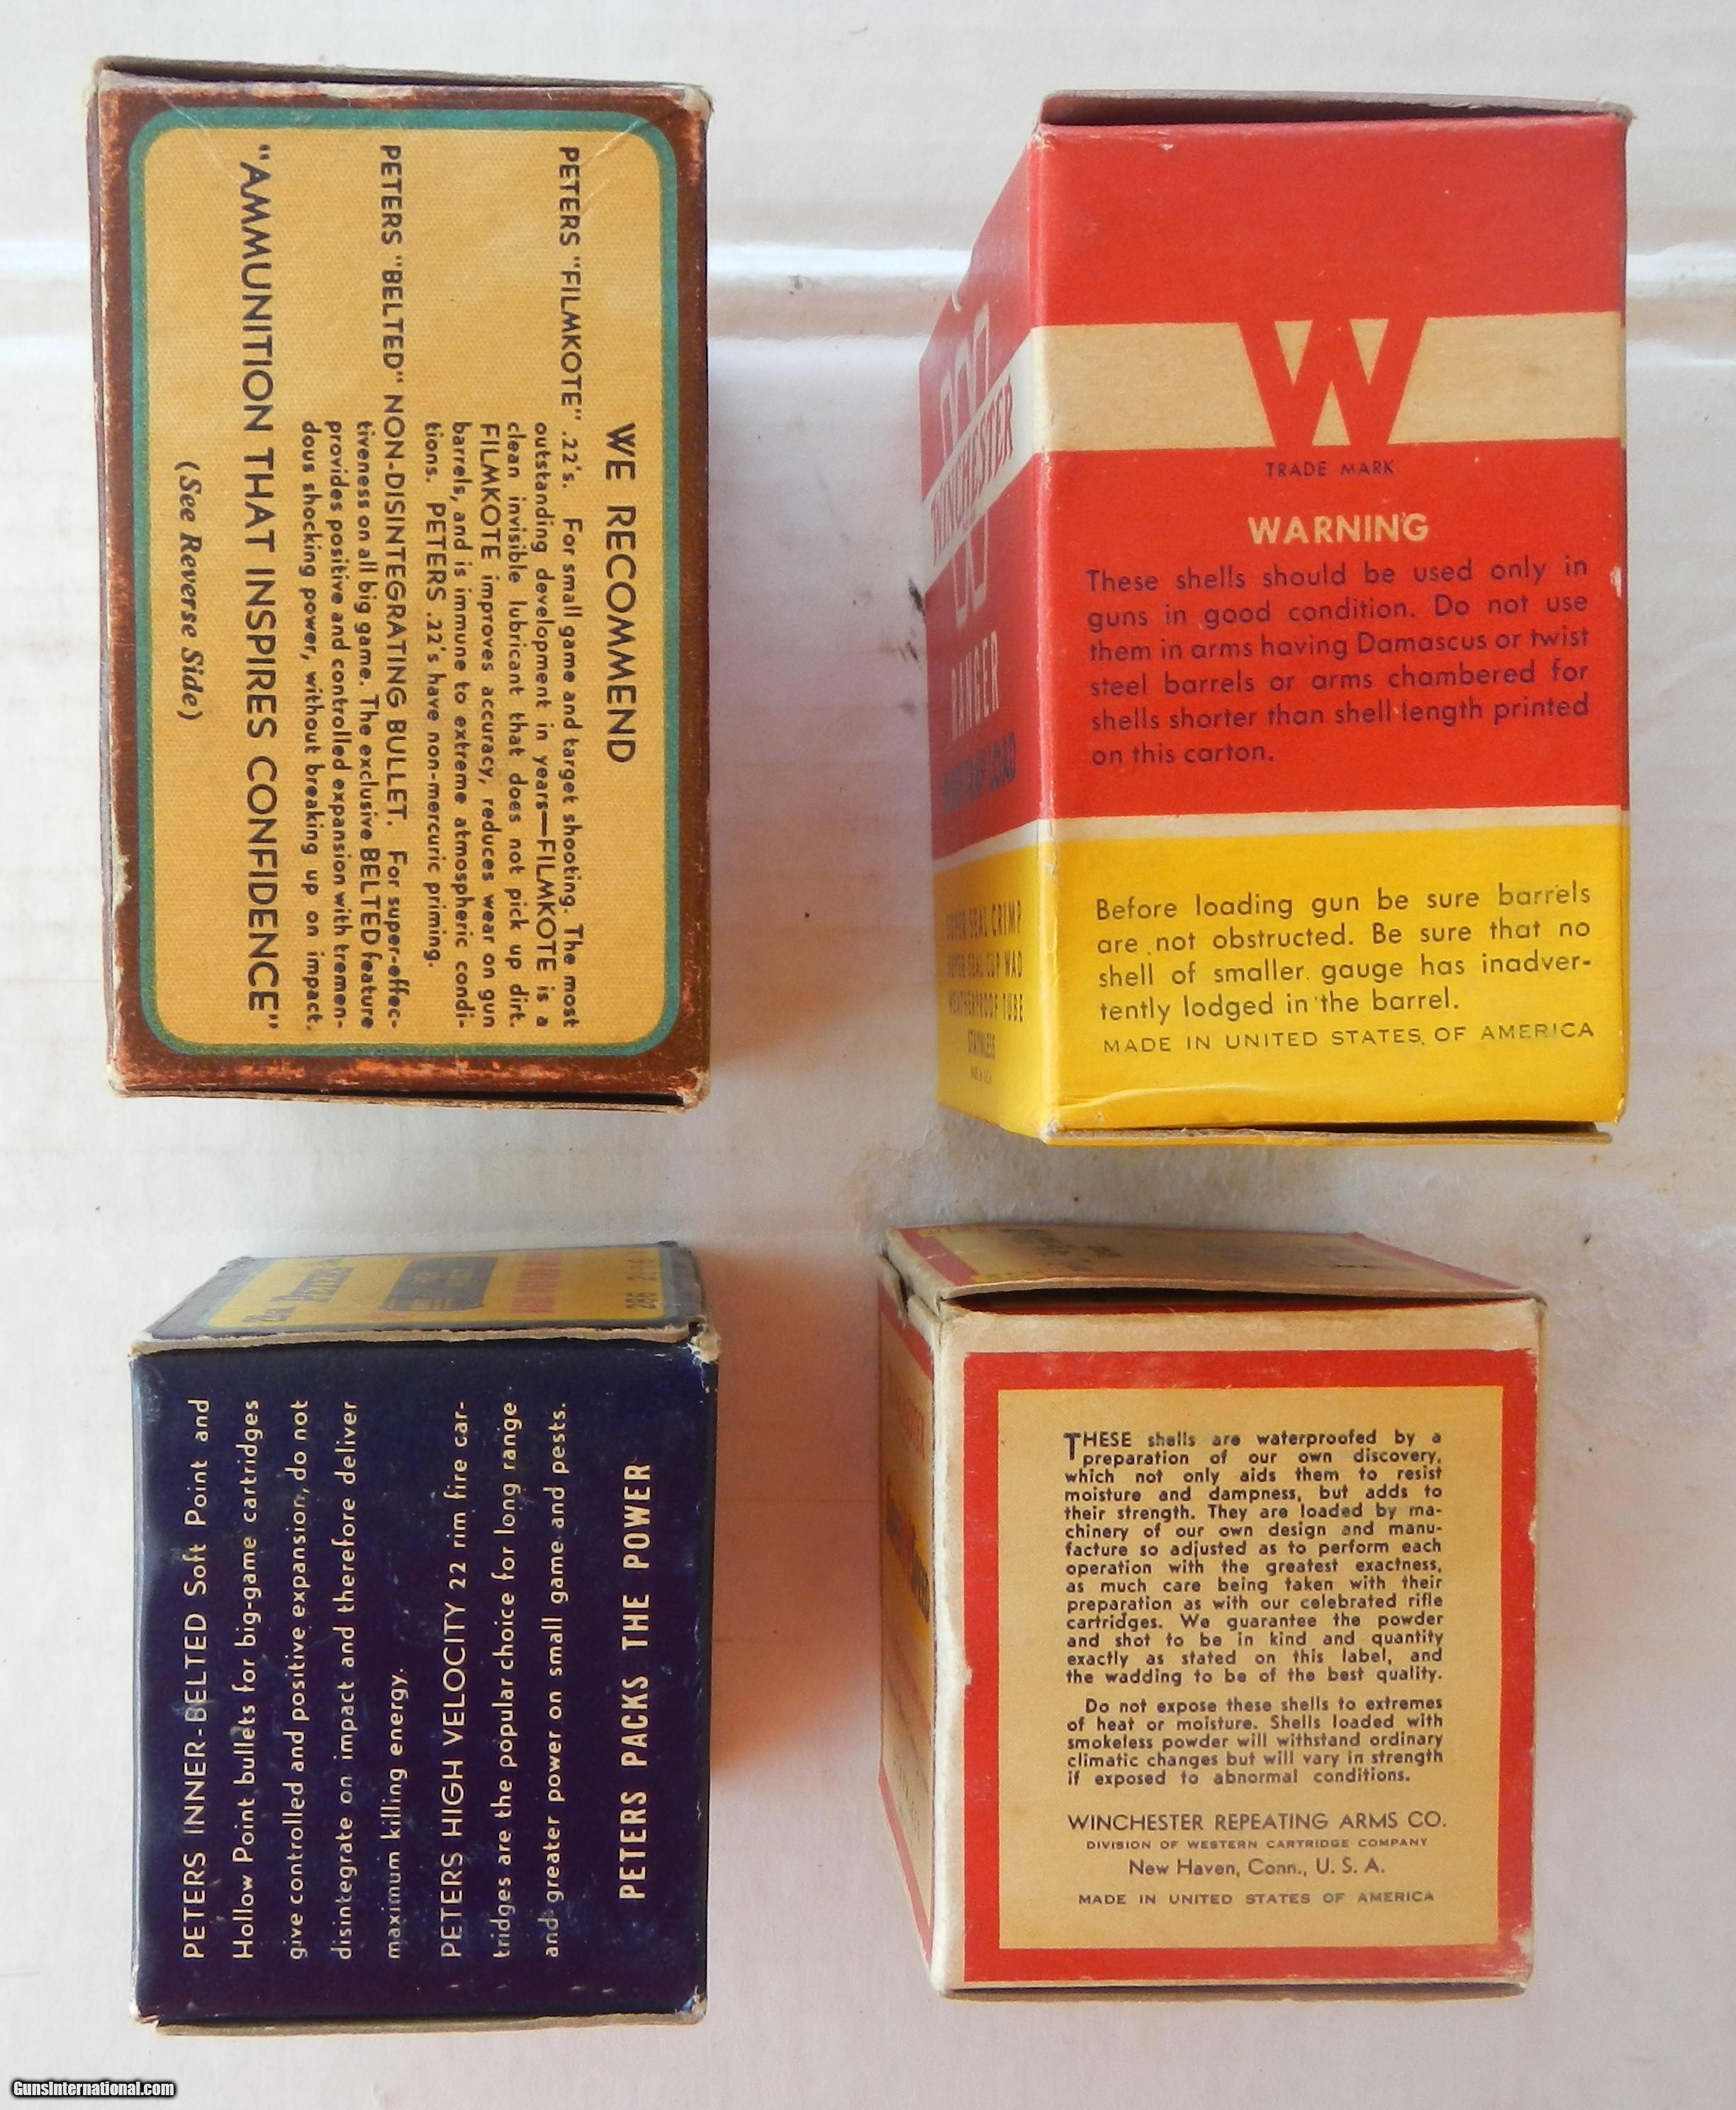 WE RECOMMEND
PETERS "FILMKOTE" .22's. For small game and target shooting. The most
outstanding development in years—FILMKOTE is a
clean invisible lubricant that does not pick up dirt.
FILMKOTE improves accuracy, reduces wear on gun
barrels, and is immune to extreme atmospheric condi-
tions. PETERS .22's have non-mercuric priming.
PETERS "BELTED" NON-DISINTEGRATING BULLET. For super-effec-
tiveness on all big game. The exclusive BELTED feature
provides positive and controlled expansion with tremen-
dous shocking power, without breaking up on impact.
"AMMUNITION THAT INSPIRES CONFIDENCE"
(See Reverse Side)
WINCHESTER
RANGER
LOAD
SUPER SEAL CRIMP
SUPER SEAL CUP WAD
WEATHERPROOF TUBE
STAINLESS
W
TRADE MARK
WARNING
These shells should be used only in
guns in good condition. Do not use
them in arms having Damascus or twist
steel barrels or arms chambered for
shells shorter than shell length printed
on this carton.
Before loading gun be sure barrels
are not obstructed. Be sure that no
shell of smaller gauge has inadver-
tently lodged in the barrel.
MADE IN UNITED STATES OF AMERICA
PETERS
PETERS INNER-BELTED Soft Point and
Hollow Point bullets for big-game cartridges
give controlled and positive expansion, do not
disintegrate on impact and therefore deliver
maximum killing energy.
PETERS HIGH VELOCITY 22 rim fire car-
tridges are the popular choice for long range
and greater power on small game and pests.
PETERS PACKS THE POWER
THESE shells are waterproofed by a
preparation of our own discovery,
which not only aids them to resist
moisture and dampness, but adds to
their strength. They are loaded by ma-
chinery of our own design and manu-
facture so adjusted as to perform each
operation with the greatest exactness,
as much care being taken with their
preparation as with our celebrated rifle
cartridges. We guarantee the powder
and shot to be in kind and quantity
exactly as stated on this label, and
the wadding to be of the best quality.
Do not expose these shells to extremes
of heat or moisture. Shells loaded with
smokeless powder will withstand ordinary
climatic changes but will vary in strength
if exposed to abnormal conditions.
WINCHESTER REPEATING ARMS CO.
DIVISION OF WESTERN CARTRIDGE COMPANY
New Haven, Conn., U. S. A.
MADE IN UNITED STATES OF AMERICA
GunsInternational.com